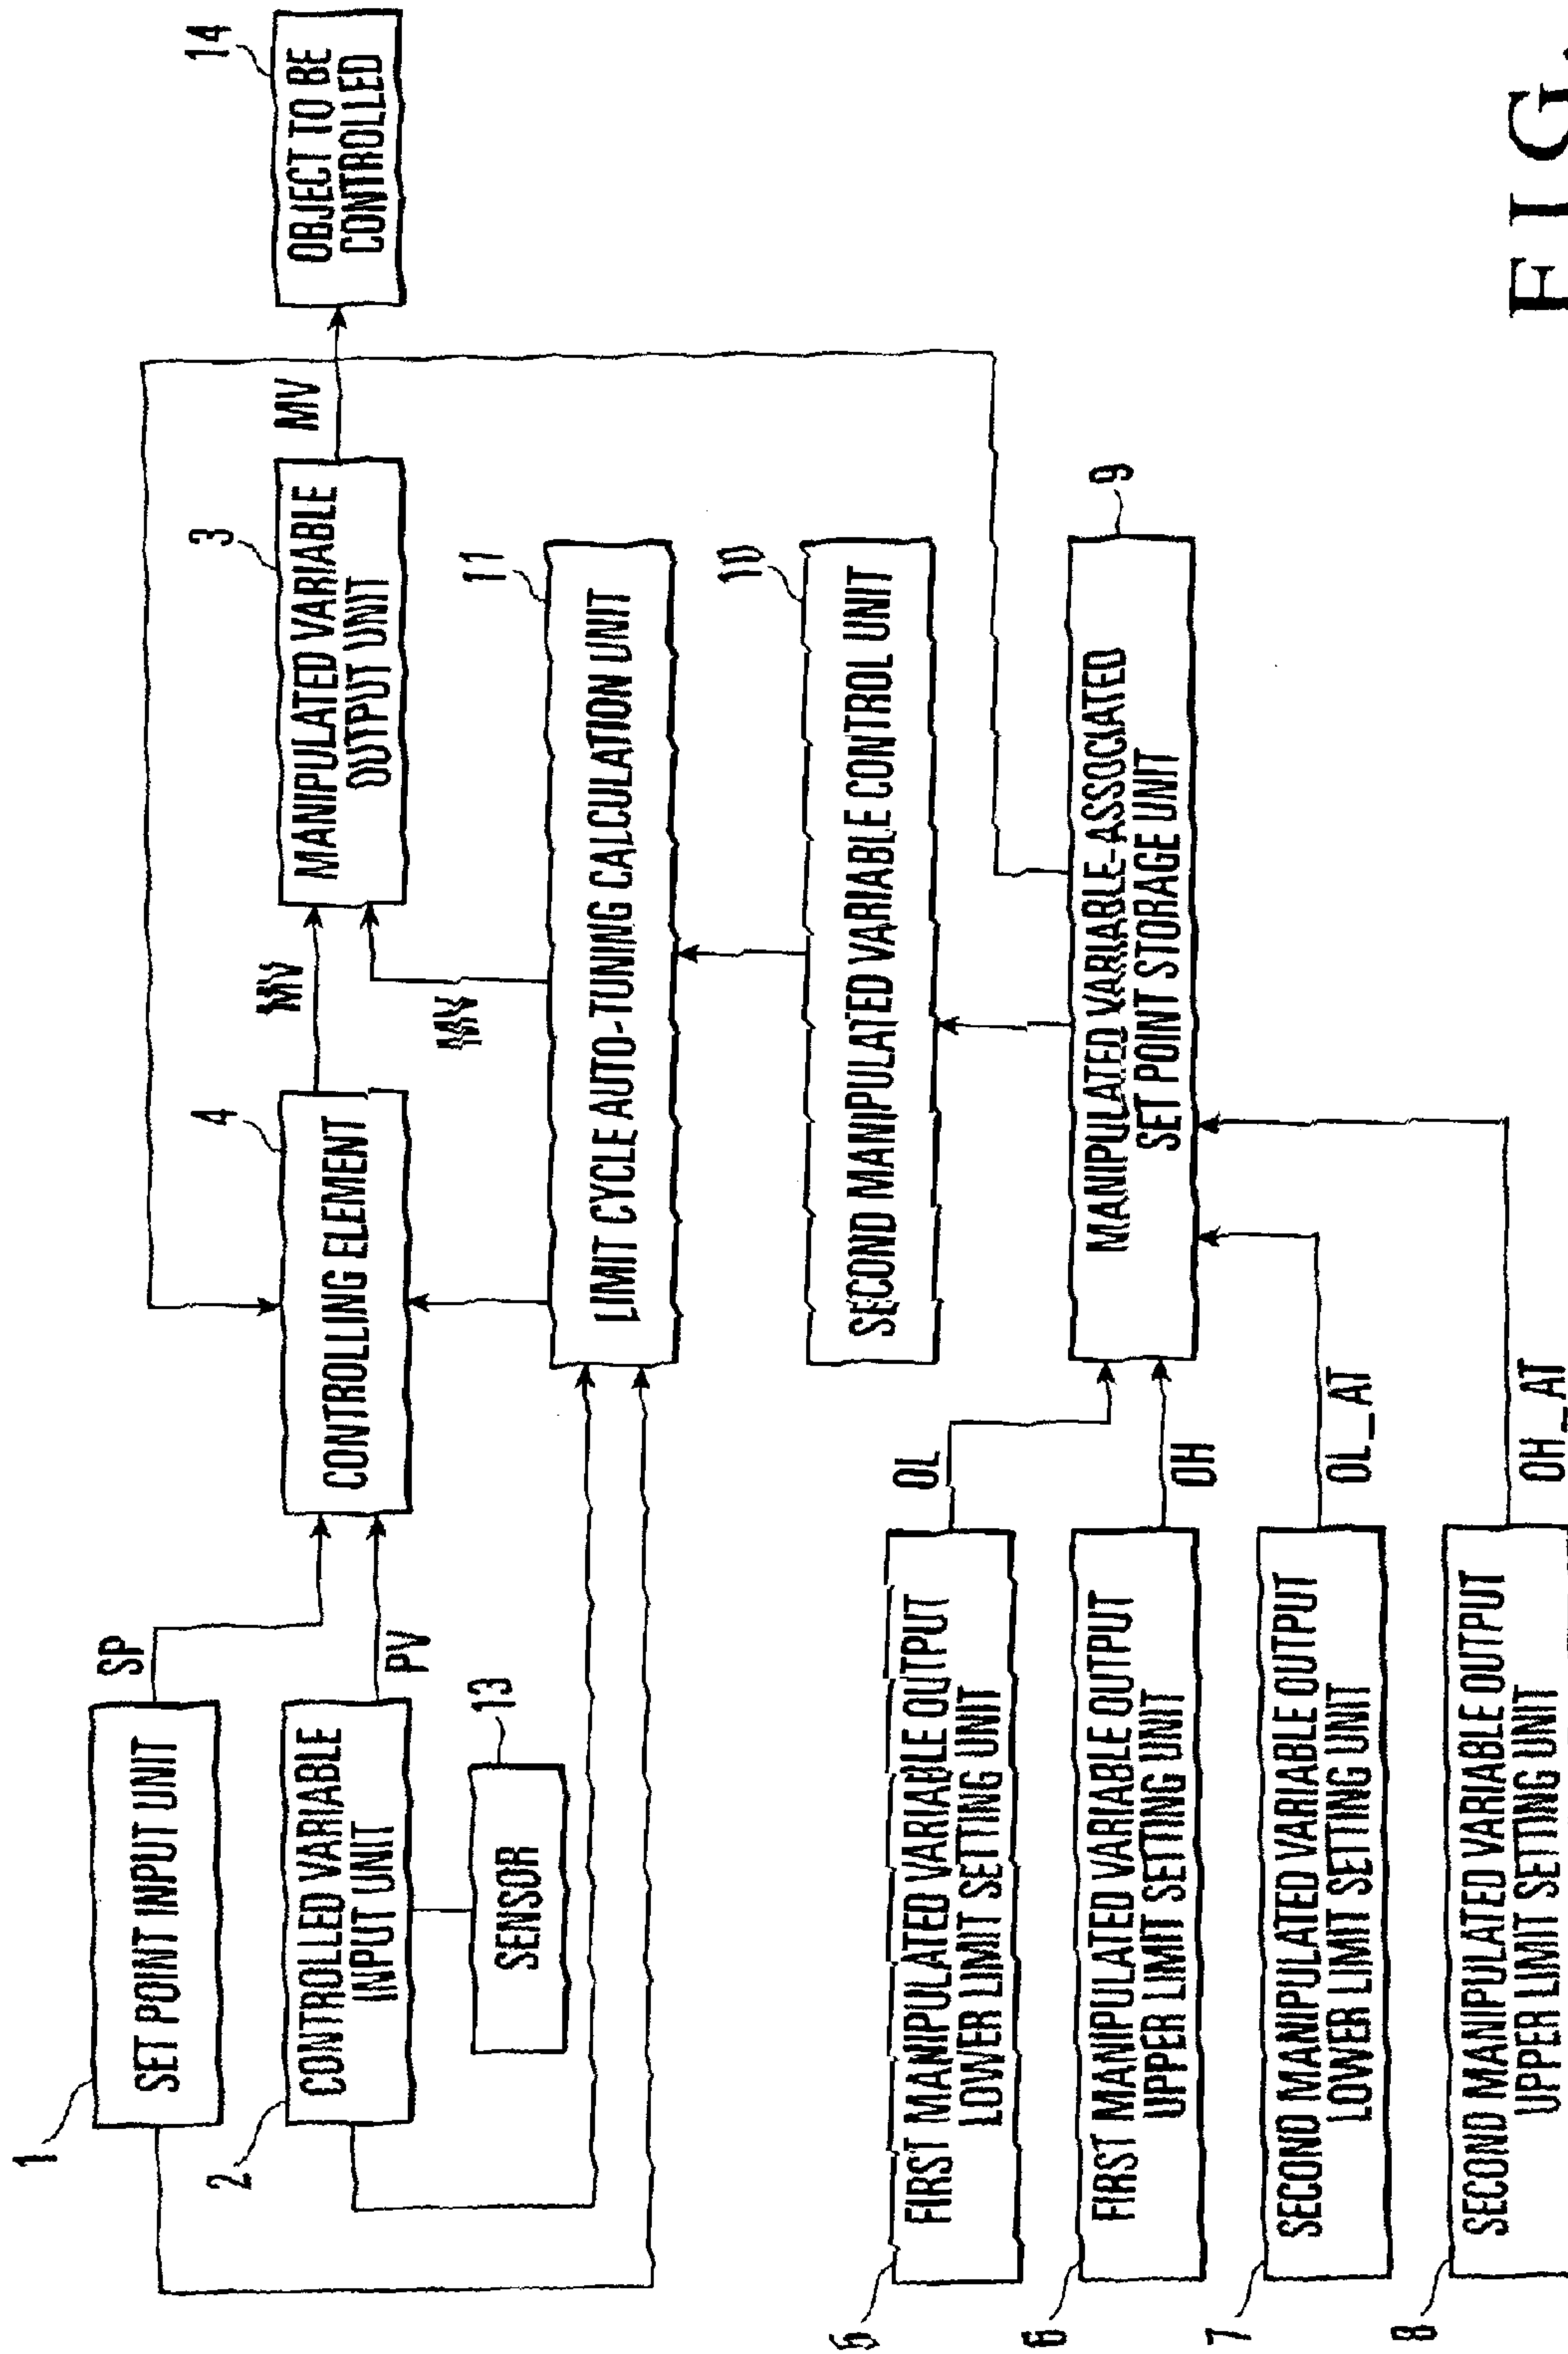 1
SET POINT INPUT UNIT
SP
2
CONTROLLED VARIABLE
INPUT UNIT
PV
13
SENSOR
4
CONTROLLING ELEMENT
MV
3
MANIPULATED VARIABLE
OUTPUT UNIT
MV
14
OBJECT TO BE
CONTROLLED
MV
11
LIMIT CYCLE AUTO-TUNING CALCULATION UNIT
10
SECOND MANIPULATED VARIABLE CONTROL UNIT
9
MANIPULATED VARIABLE-ASSOCIATED
SET POINT STORAGE UNIT
5
FIRST MANIPULATED VARIABLE OUTPUT
LOWER LIMIT SETTING UNIT
OL
6
FIRST MANIPULATED VARIABLE OUTPUT
UPPER LIMIT SETTING UNIT
OH
7
SECOND MANIPULATED VARIABLE OUTPUT
LOWER LIMIT SETTING UNIT
OL_AT
8
SECOND MANIPULATED VARIABLE OUTPUT
UPPER LIMIT SETTING UNIT
OH_AT
FIG.